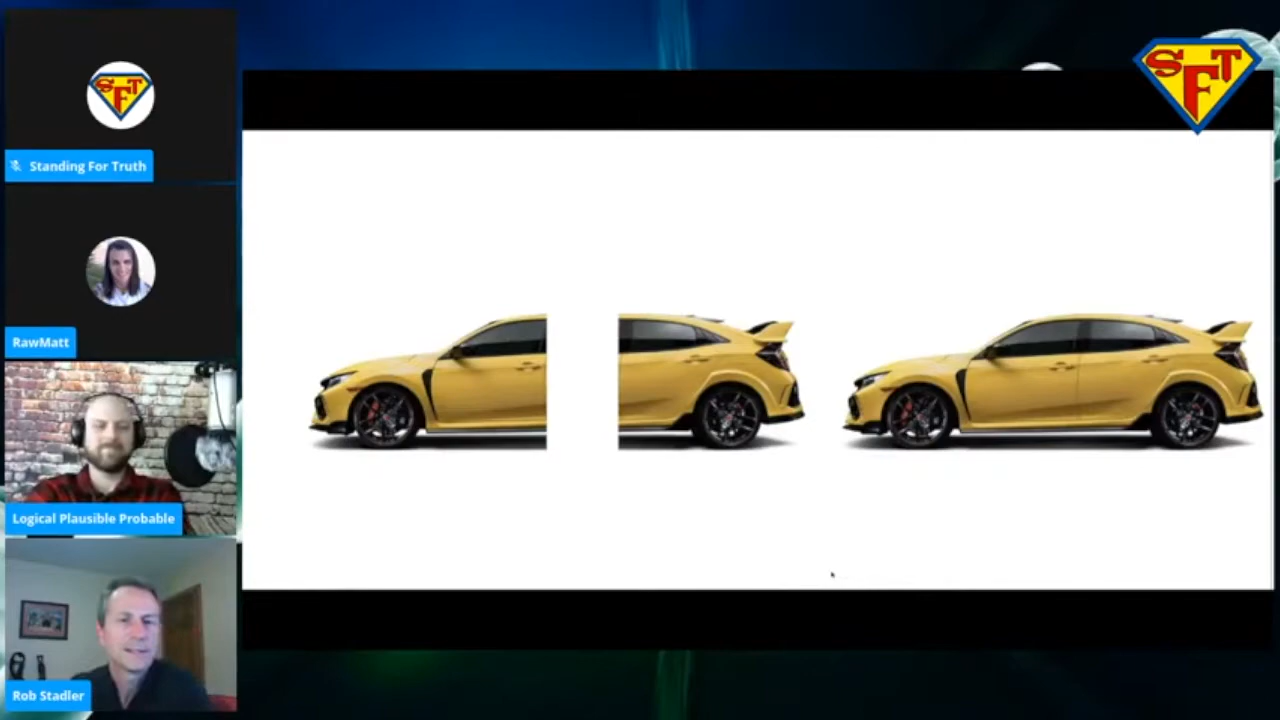 SFT
Standing For Truth
RawMatt
Logical Plausible Probable
Rob Stadler
SFT